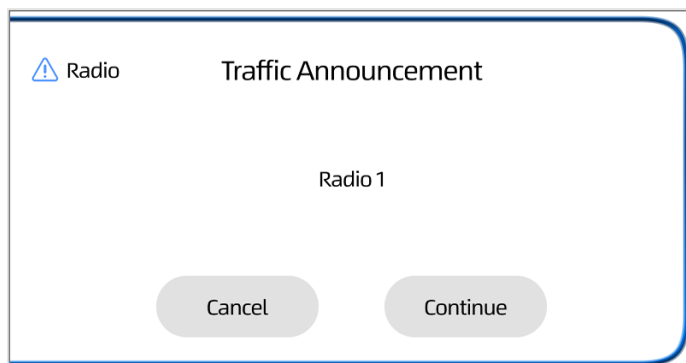 Radio
Traffic Announcement
Radio 1
Cancel
Continue